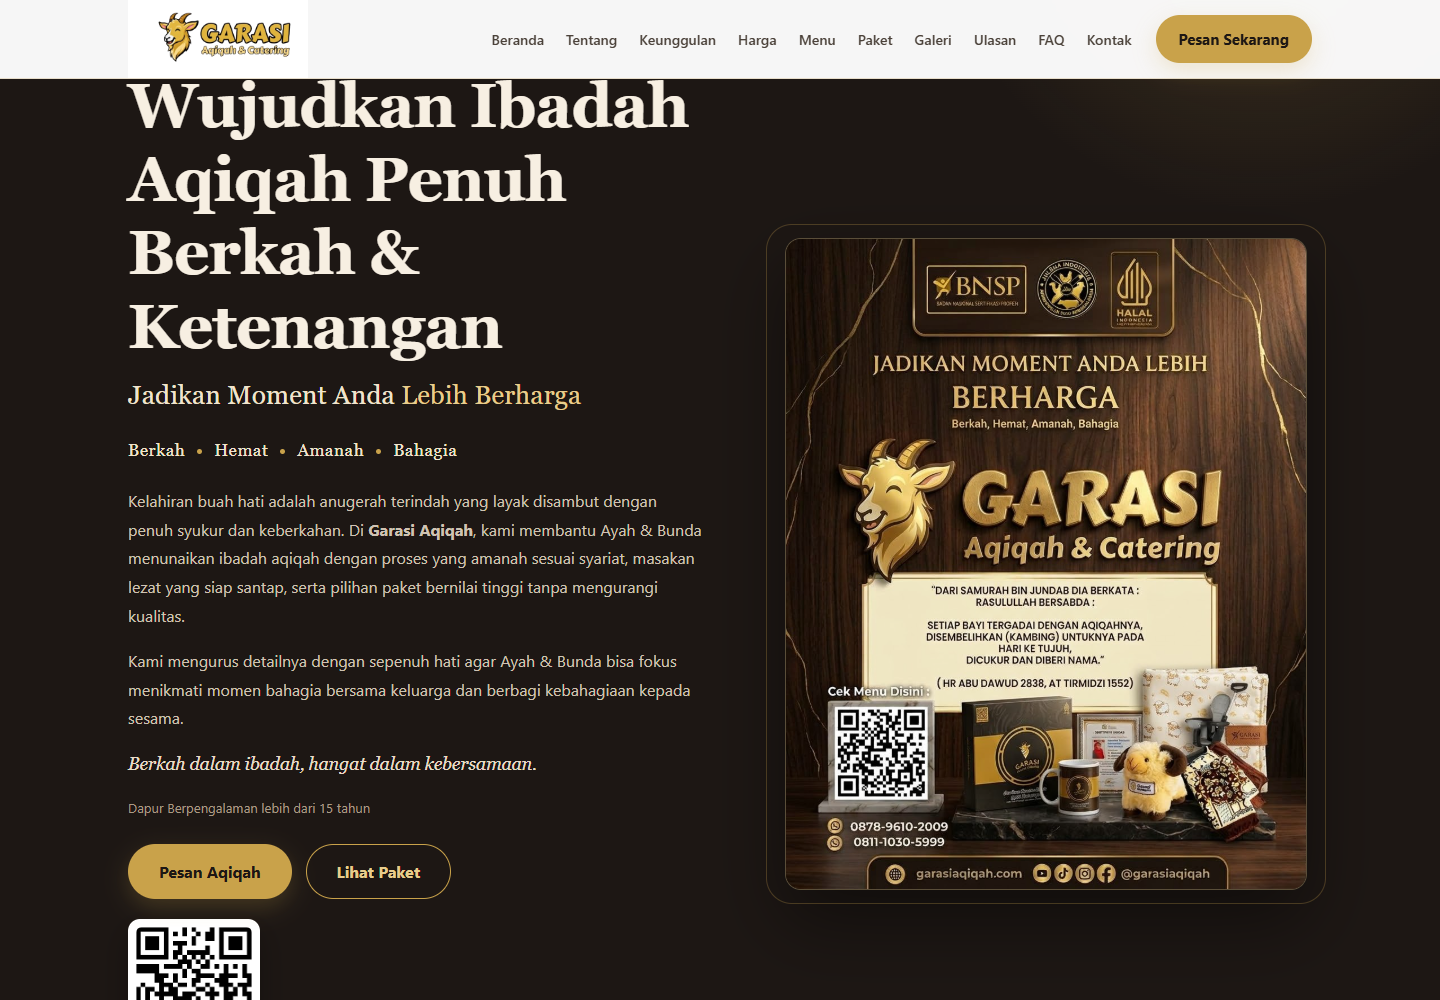 GARASI
Aqiqah & Catering
Beranda
Tentang
Keunggulan
Harga
Menu
Paket
Galeri
Ulasan
FAQ
Kontak
Pesan Sekarang
Wujudkan Ibadah
Aqiqah Penuh
Berkah &
Ketenangan
Jadikan Moment Anda Lebih Berharga
Berkah • Hemat • Amanah • Bahagia
Kelahiran buah hati adalah anugerah terindah yang layak disambut dengan
penuh syukur dan keberkahan. Di Garasi Aqiqah, kami membantu Ayah & Bunda
menunaikan ibadah aqiqah dengan proses yang amanah sesuai syariat, masakan
lezat yang siap santap, serta pilihan paket bernilai tinggi tanpa mengurangi
kualitas.
Kami mengurus detailnya dengan sepenuh hati agar Ayah & Bunda bisa fokus
menikmati momen bahagia bersama keluarga dan berbagi kebahagiaan kepada
sesama.
Berkah dalam ibadah, hangat dalam kebersamaan.
Dapur Berpengalaman lebih dari 15 tahun
Pesan Aqiqah
Lihat Paket
BNSP
BADAN NASIONAL SERTIFIKASI PROFESI
HALAL
INDONESIA
JADIKAN MOMENT ANDA LEBIH
BERHARGA
Berkah, Hemat, Amanah, Bahagia
GARASI
Aqiqah & Catering
"DARI SAMURAH BIN JUNDAB DIA BERKATA :
RASULULLAH BERSABDA :
SETIAP BAYI TERGADAI DENGAN AQIQAHNYA,
DISEMBELIHKAN (KAMBING) UNTUKNYA PADA
HARI KE TUJUH,
DICUKUR DAN DIBERI NAMA."
( HR ABU DAWUD 2838, AT TIRMIDZI 1552)
Cek Menu Disini :
GARASI
0878-9610-2009
0811-1030-5999
garasiaqiqah.com
@garasiaqiqah